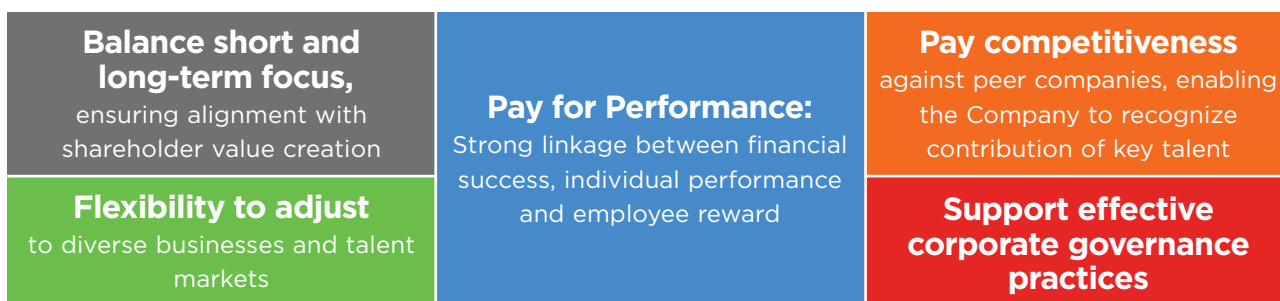 Balance short and
long-term focus,
ensuring alignment with
shareholder value creation
Flexibility to adjust
to diverse businesses and talent
markets
Pay for Performance:
Strong linkage between financial
success, individual performance
and employee reward
Pay competitiveness
against peer companies, enabling
the Company to recognize
contribution of key talent
Support effective
corporate governance
practices